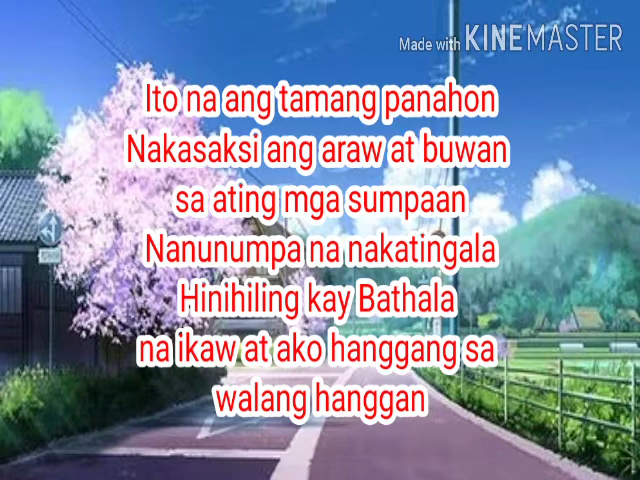 Made with KINEMASTER
Ito na ang tamang panahon
Nakasaksi ang araw at buwan
sa ating mga sumpaan
Nanunumpa na nakatingala
Hinihiling kay Bathala
na ikaw at ako hanggang sa
walang hanggan